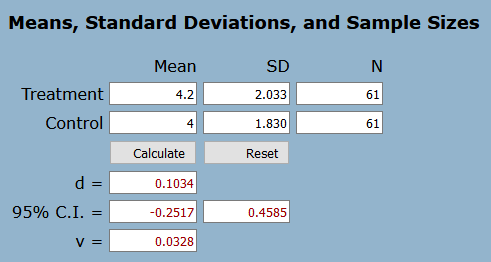 Means, Standard Deviations, and Sample Sizes
Mean SD N
Treatment 4.2 2.033 61
Control 4 1.830 61
Calculate Reset
d = 0.1034
95% C.I. = -0.2517 0.4585
v = 0.0328